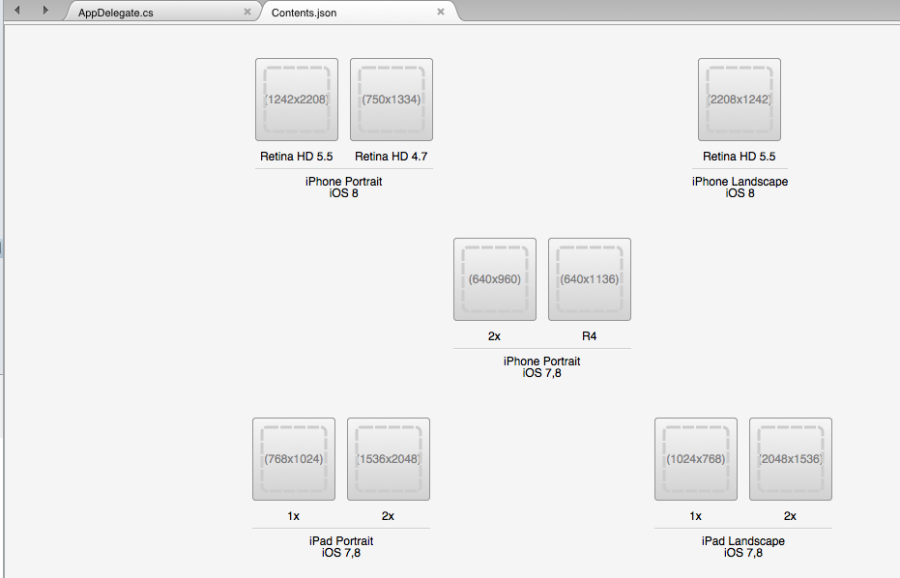 AppDelegate.cs
Contents.json
(1242x2208)
(750x1334)
(2208x1242)
Retina HD 5.5
Retina HD 4.7
Retina HD 5.5
iPhone Portrait
iOS 8
iPhone Landscape
iOS 8
(640x960)
(640x1136)
2x
R4
iPhone Portrait
iOS 7,8
(768x1024)
(1536x2048)
(1024x768)
(2048x1536)
1x
2x
1x
2x
iPad Portrait
iOS 7,8
iPad Landscape
iOS 7,8